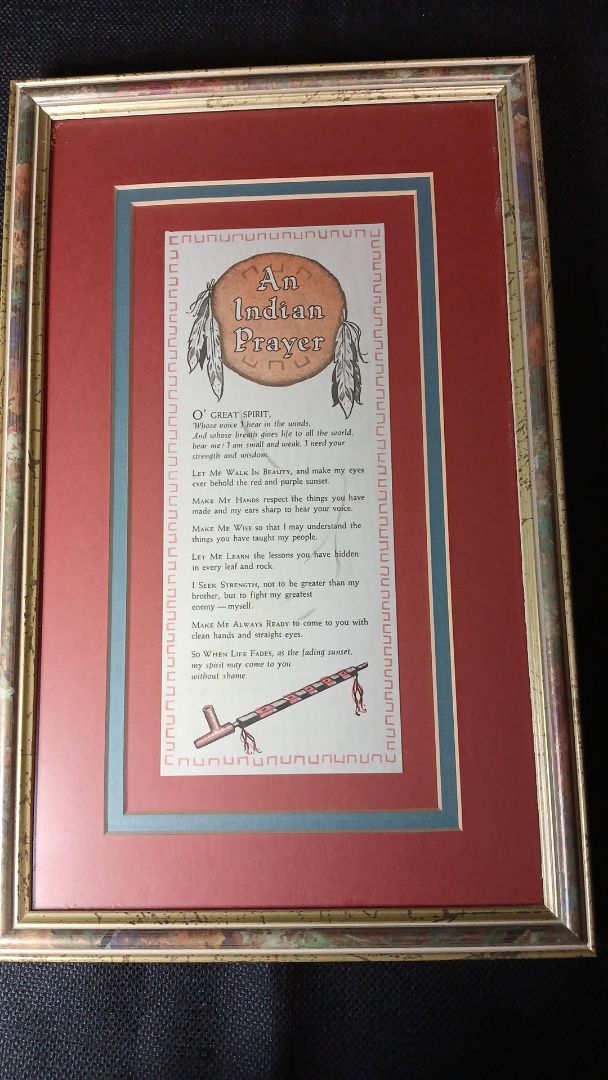 An
Indian
Prayer
O' GREAT SPIRIT,
Whose voice I hear in the winds,
And whose breath gives life to all the world,
hear me! I am small and weak, I need your
strength and wisdom.
LET ME WALK IN BEAUTY, and make my eyes
ever behold the red and purple sunset.
MAKE MY HANDS respect the things you have
made and my ears sharp to hear your voice.
MAKE ME WISE so that I may understand the
things you have taught my people.
LET ME LEARN the lessons you have hidden
in every leaf and rock.
I SEEK STRENGTH, not to be greater than my
brother, but to fight my greatest
enemy — myself.
MAKE ME ALWAYS READY to come to you with
clean hands and straight eyes.
SO WHEN LIFE FADES, as the fading sunset,
my spirit may come to you
without shame.